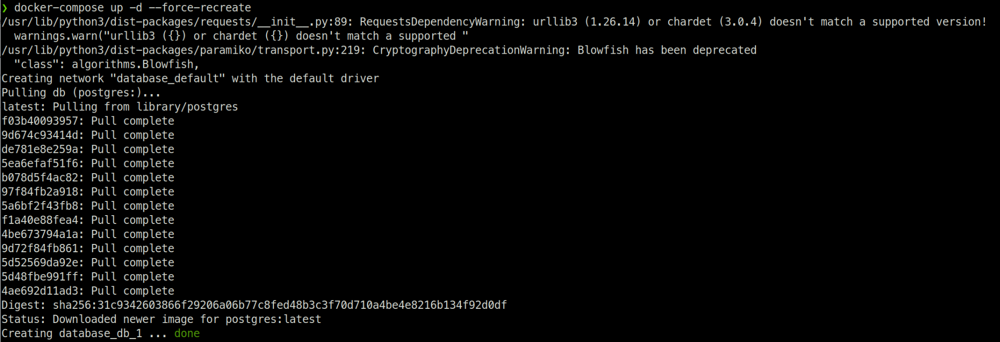 ❯ docker-compose up -d --force-recreate
/usr/lib/python3/dist-packages/requests/__init__.py:89: RequestsDependencyWarning: urllib3 (1.26.14) or chardet (3.0.4) doesn't match a supported version!
  warnings.warn("urllib3 ({}) or chardet ({}) doesn't match a supported "
/usr/lib/python3/dist-packages/paramiko/transport.py:219: CryptographyDeprecationWarning: Blowfish has been deprecated
  "class": algorithms.Blowfish,
Creating network "database_default" with the default driver
Pulling db (postgres:)...
latest: Pulling from library/postgres
f03b40093957: Pull complete
9d674c93414d: Pull complete
de781e8e259a: Pull complete
5ea6efaf51f6: Pull complete
b078d5f4ac82: Pull complete
97f84fb2a918: Pull complete
5a6bf2f43fb8: Pull complete
f1a40e88fea4: Pull complete
4be673794a1a: Pull complete
9d72f84fb861: Pull complete
5d52569da92e: Pull complete
5d48fbe991ff: Pull complete
4ae692d11ad3: Pull complete
Digest: sha256:31c9342603866f29206a06b77c8fed48b3c3f70d710a4be4e8216b134f92d0df
Status: Downloaded newer image for postgres:latest
Creating database_db_1 ... done